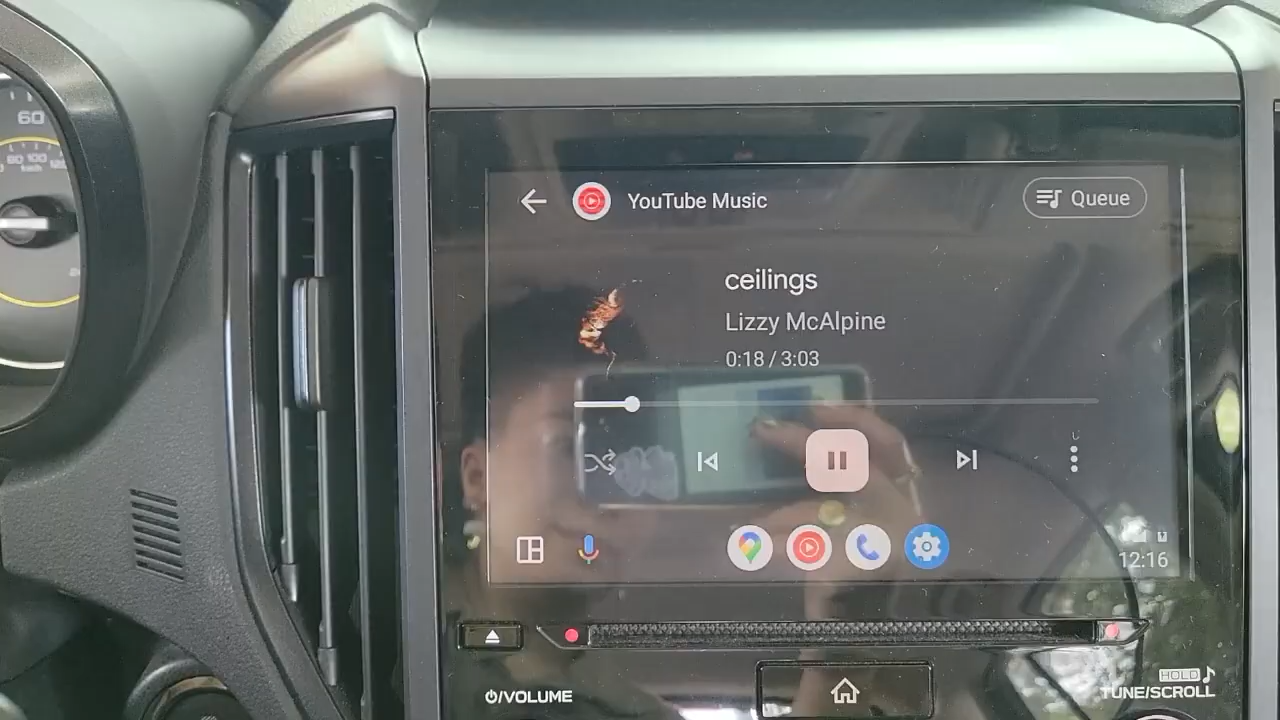 60
80 100
km/h
YouTube Music
Queue
ceilings
Lizzy McAlpine
0:18 / 3:03
12:16
HOLD
/VOLUME
TUNE/SCROLL